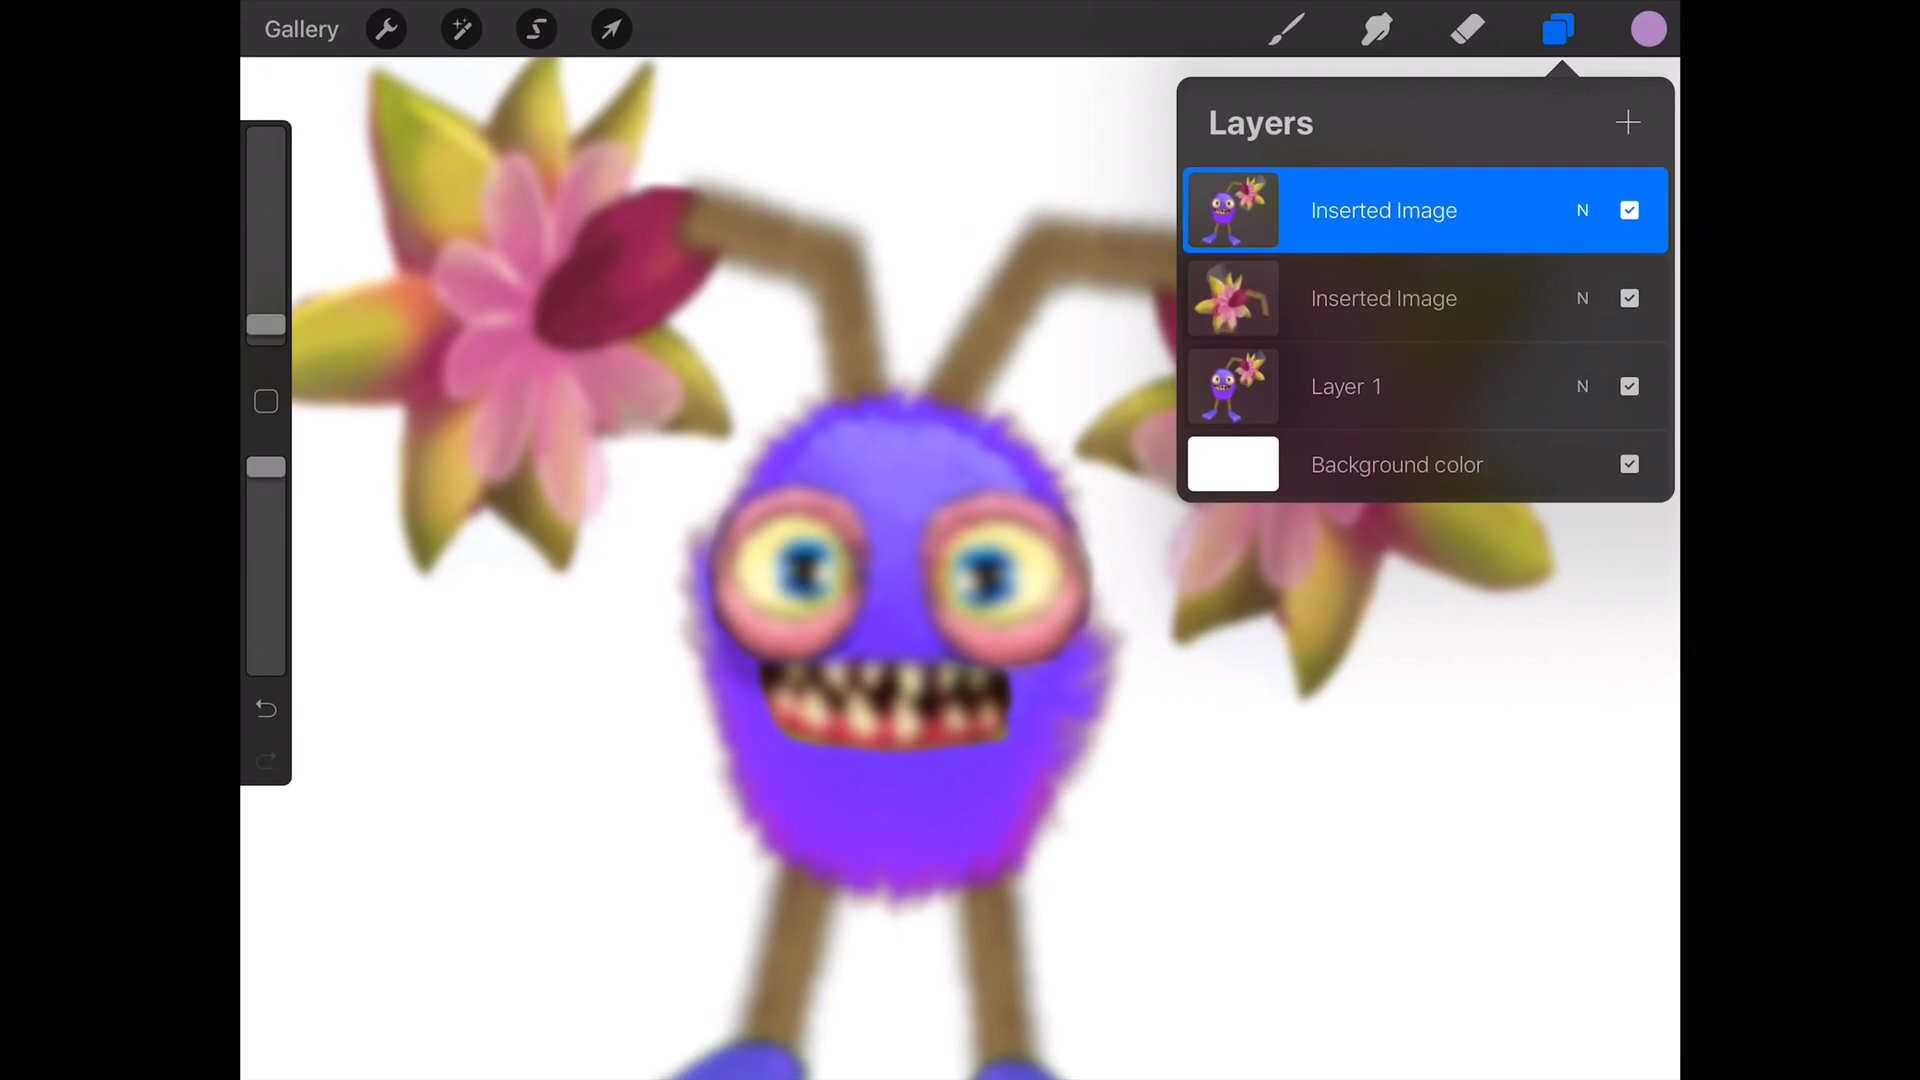 Gallery
Layers
Inserted Image N
Inserted Image N
Layer 1 N
Background color